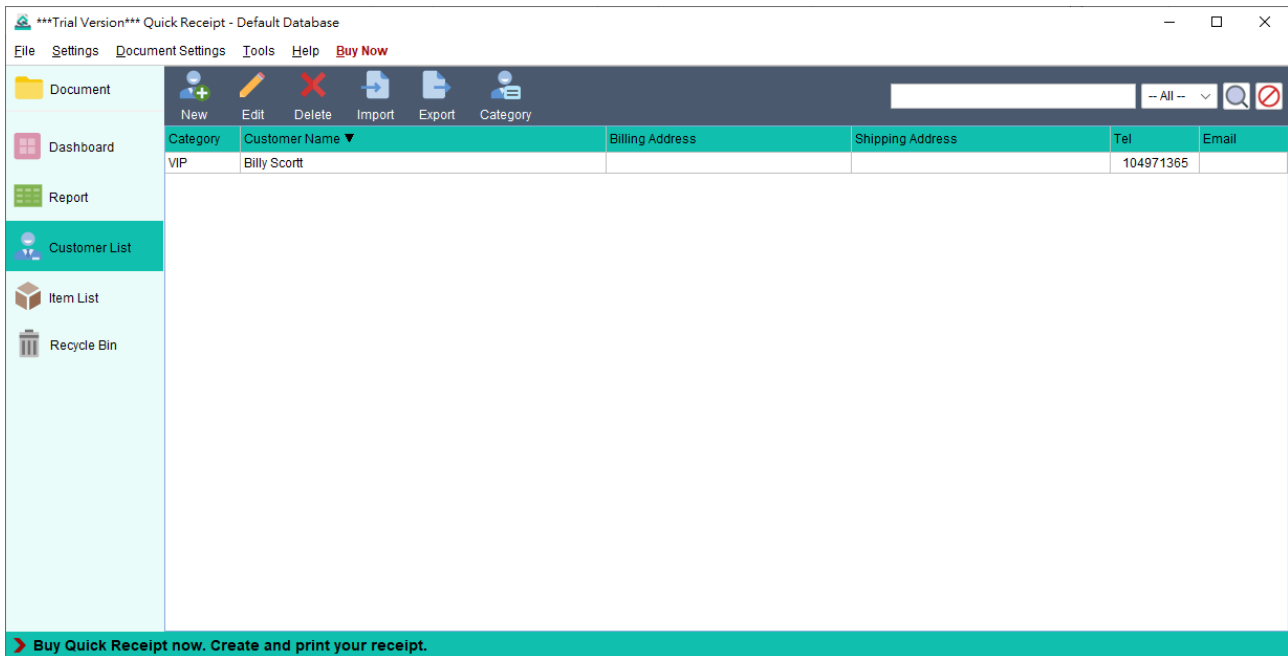 ***Trial Version*** Quick Receipt - Default Database
File Settings Document Settings Tools Help Buy Now
Document
New Edit Delete Import Export Category
-- All --
Dashboard
Report
Customer List
Item List
Recycle Bin
Category Customer Name ▼ Billing Address Shipping Address Tel Email
VIP Billy Scortt 104971365
Buy Quick Receipt now. Create and print your receipt.